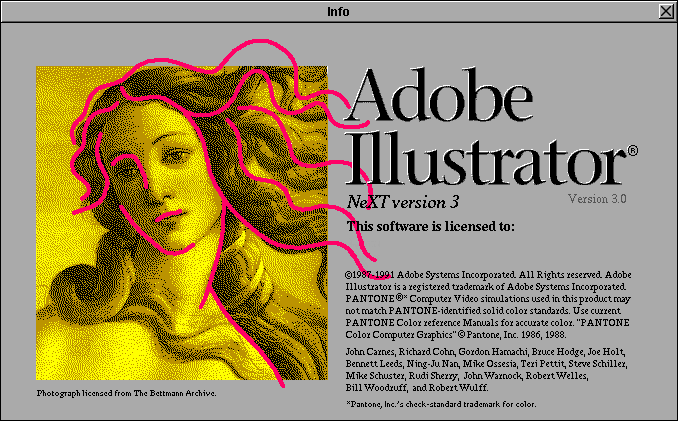 Info
Adobe
Illustrator®
NeXT version 3
Version 3.0
This software is licensed to:
©1987-1991 Adobe Systems Incorporated. All Rights reserved. Adobe
Illustrator is a registered trademark of Adobe Systems Incorporated.
PANTONE®* Computer Video simulations used in this product may
not match PANTONE-identified solid color standards. Use current
PANTONE Color reference Manuals for accurate color. "PANTONE
Color Computer Graphics" © Pantone, Inc. 1986, 1988.
John Carnes, Richard Cohn, Gordon Hamachi, Bruce Hodge, Joe Holt,
Bennett Leeds, Ning-Ju Nan, Mike Ossesia, Teri Pettit, Steve Schiller,
Mike Schuster, Rudi Sherry, John Warnock, Robert Welles,
Bill Woodruff, and Robert Wulff.
Photograph licensed from The Bettmann Archive.
*Pantone, Inc.'s check-standard trademark for color.